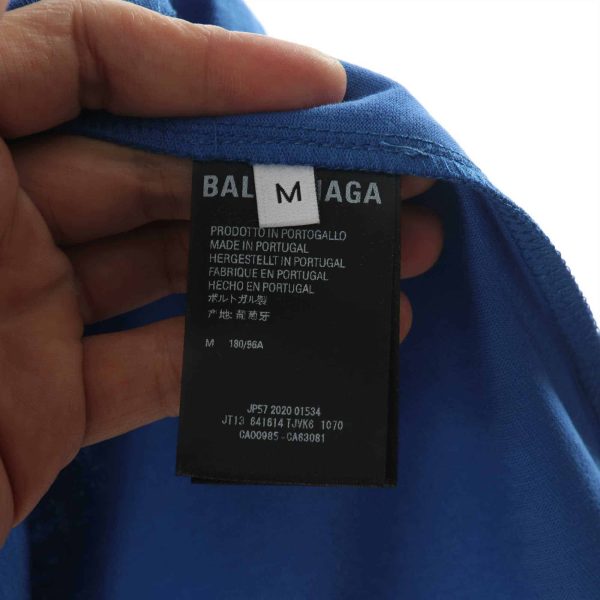 BAL NIAGA
M
PRODOTTO IN PORTOGALLO
MADE IN PORTUGAL
HERGESTELLT IN PORTUGAL
FABRIQUE EN PORTUGAL
HECHO EN PORTUGAL
ポルトガル製
产地: 葡萄牙
M 180/96A
JP57 2020 01534
JT13 641614 TJVK6 1070
CA00985 - CA63081